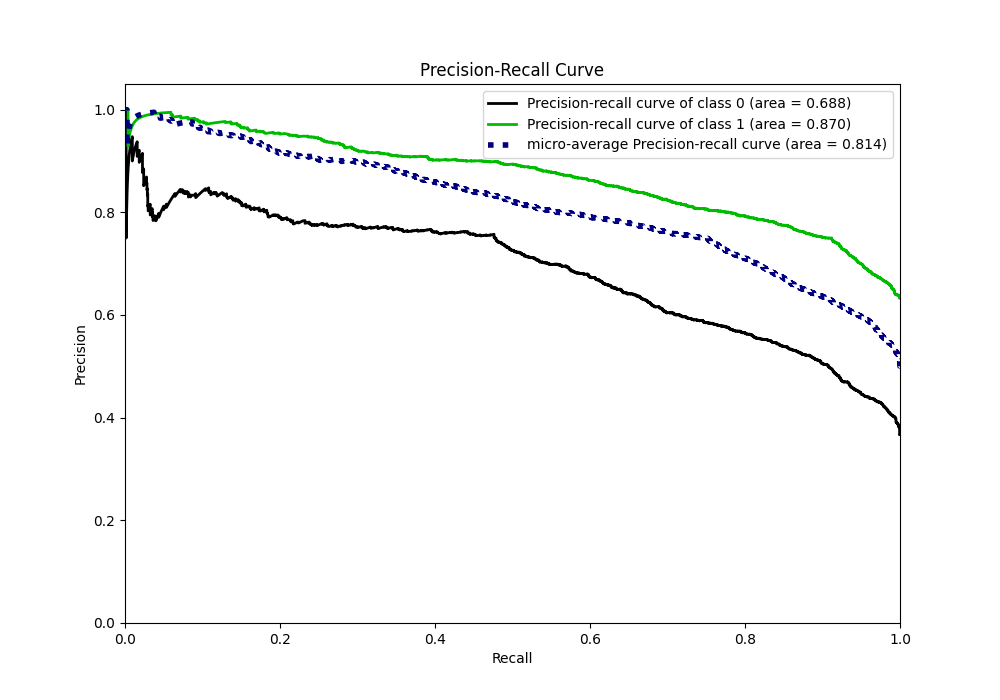 Precision-Recall Curve
Precision-recall curve of class 0 (area = 0.688)
Precision-recall curve of class 1 (area = 0.870)
micro-average Precision-recall curve (area = 0.814)
1.0
0.8
0.6
0.4
0.2
0.0
Precision
0.0 0.2 0.4 0.6 0.8 1.0
Recall